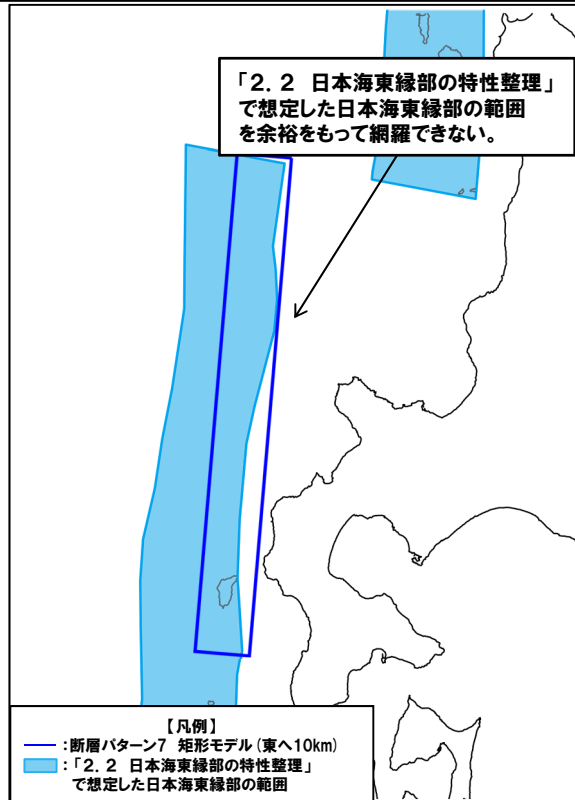 「2.2 日本海東縁部の特性整理」
で想定した日本海東縁部の範囲
を余裕をもって網羅できない。
【凡例】
:断層パターン7 矩形モデル(東へ10km)
:「2.2 日本海東縁部の特性整理」
で想定した日本海東縁部の範囲